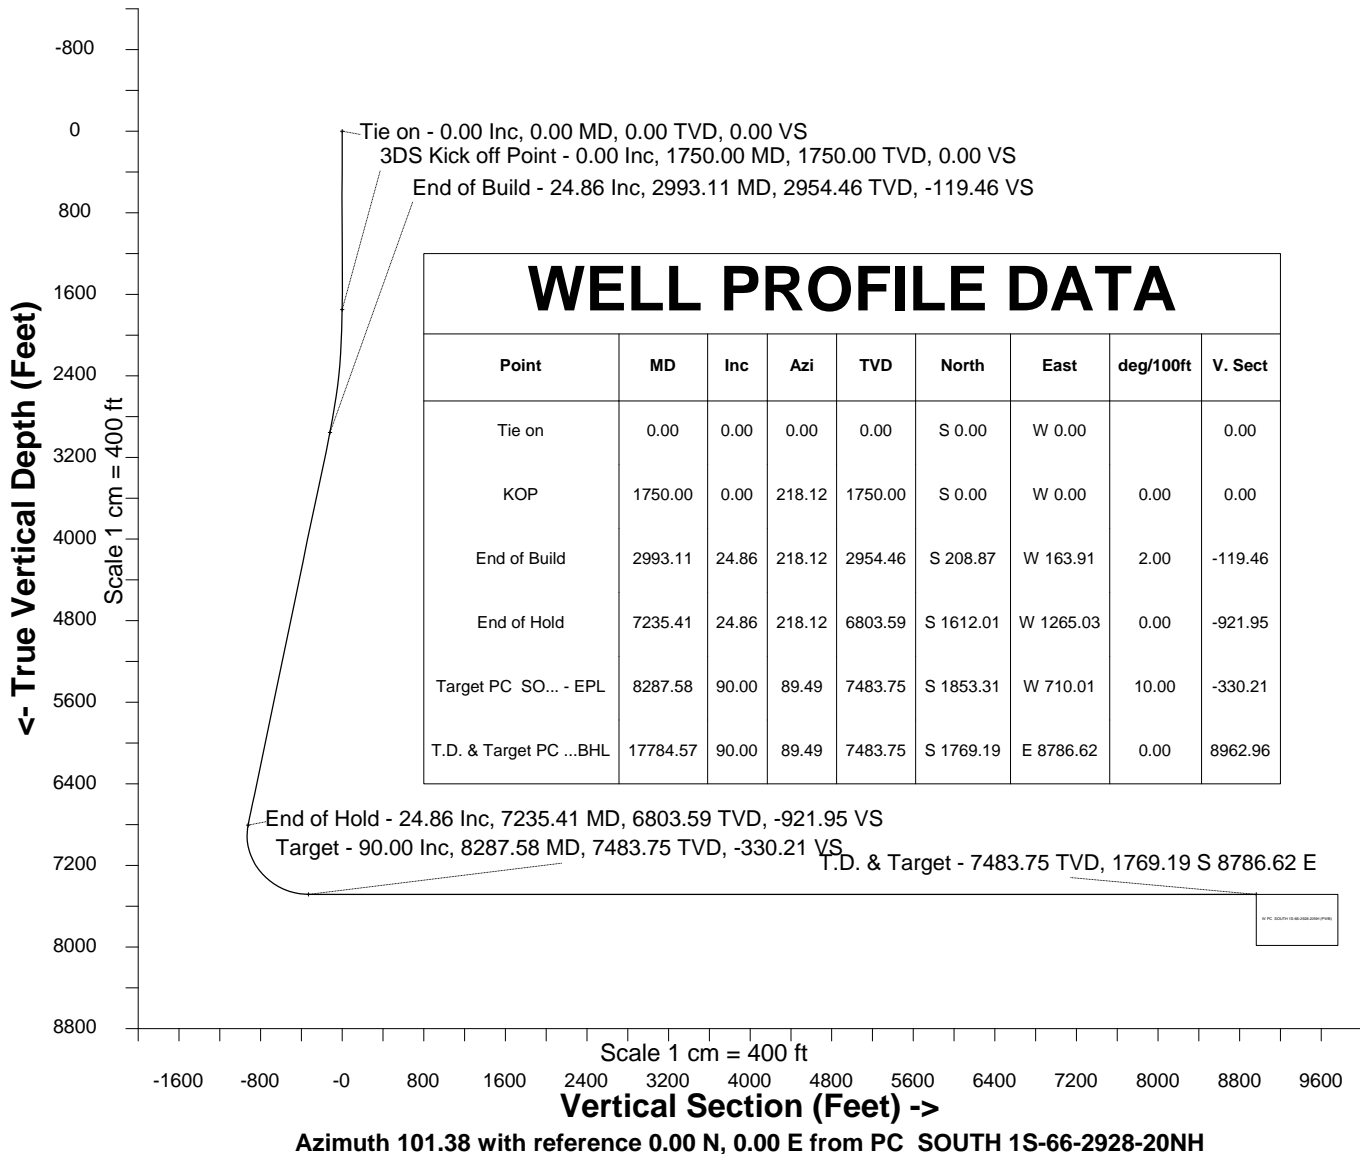 -800
0
800
1600
2400
3200
4000
4800
5600
6400
7200
8000
8800
<- True Vertical Depth (Feet)
Scale 1 cm = 400 ft
Tie on - 0.00 Inc, 0.00 MD, 0.00 TVD, 0.00 VS
3DS Kick off Point - 0.00 Inc, 1750.00 MD, 1750.00 TVD, 0.00 VS
End of Build - 24.86 Inc, 2993.11 MD, 2954.46 TVD, -119.46 VS
WELL PROFILE DATA
Point MD Inc Azi TVD North East deg/100ft V. Sect
Tie on 0.00 0.00 0.00 0.00 S 0.00 W 0.00 0.00
KOP 1750.00 0.00 218.12 1750.00 S 0.00 W 0.00 0.00 0.00
End of Build 2993.11 24.86 218.12 2954.46 S 208.87 W 163.91 2.00 -119.46
End of Hold 7235.41 24.86 218.12 6803.59 S 1612.01 W 1265.03 0.00 -921.95
Target PC SO... - EPL 8287.58 90.00 89.49 7483.75 S 1853.31 W 710.01 10.00 -330.21
T.D. & Target PC ...BHL 17784.57 90.00 89.49 7483.75 S 1769.19 E 8786.62 0.00 8962.96
End of Hold - 24.86 Inc, 7235.41 MD, 6803.59 TVD, -921.95 VS
Target - 90.00 Inc, 8287.58 MD, 7483.75 TVD, -330.21 VS
T.D. & Target - 7483.75 TVD, 1769.19 S 8786.62 E
Scale 1 cm = 400 ft
-1600 -800 -0 800 1600 2400 3200 4000 4800 5600 6400 7200 8000 8800 9600
Vertical Section (Feet) ->
Azimuth 101.38 with reference 0.00 N, 0.00 E from PC SOUTH 1S-66-2928-20NH